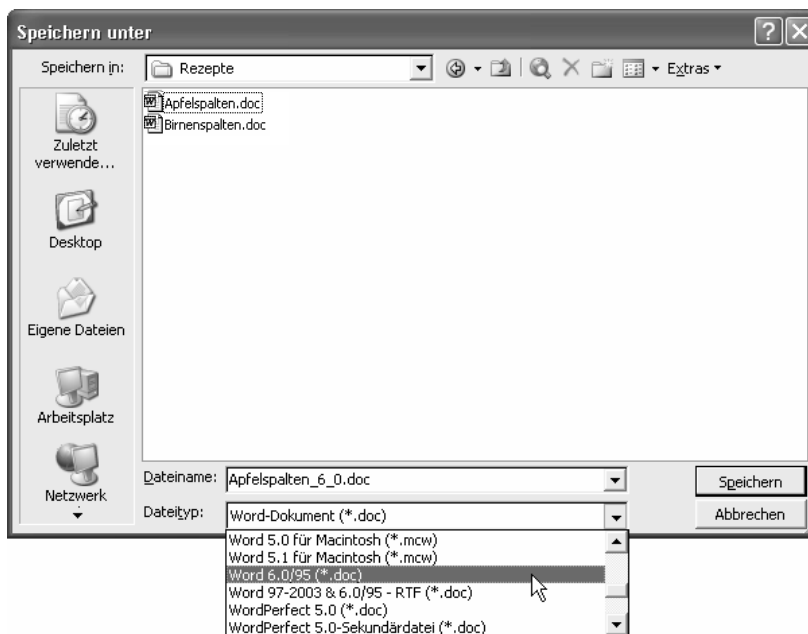 Speichern unter
Speichern in:
Rezepte
Extras
Apfelspalten.doc
Birnenspalten.doc
Zuletzt
verwende...
Desktop
Eigene Dateien
Arbeitsplatz
Netzwerk
Dateiname:
Apfelspalten_6_0.doc
Speichern
Dateityp:
Word-Dokument (*.doc)
Abbrechen
Word 5.0 für Macintosh (*.mcw)
Word 5.1 für Macintosh (*.mcw)
Word 6.0/95 (*.doc)
Word 97-2003 & 6.0/95 - RTF (*.doc)
WordPerfect 5.0 (*.doc)
WordPerfect 5.0-Sekundärdatei (*.doc)